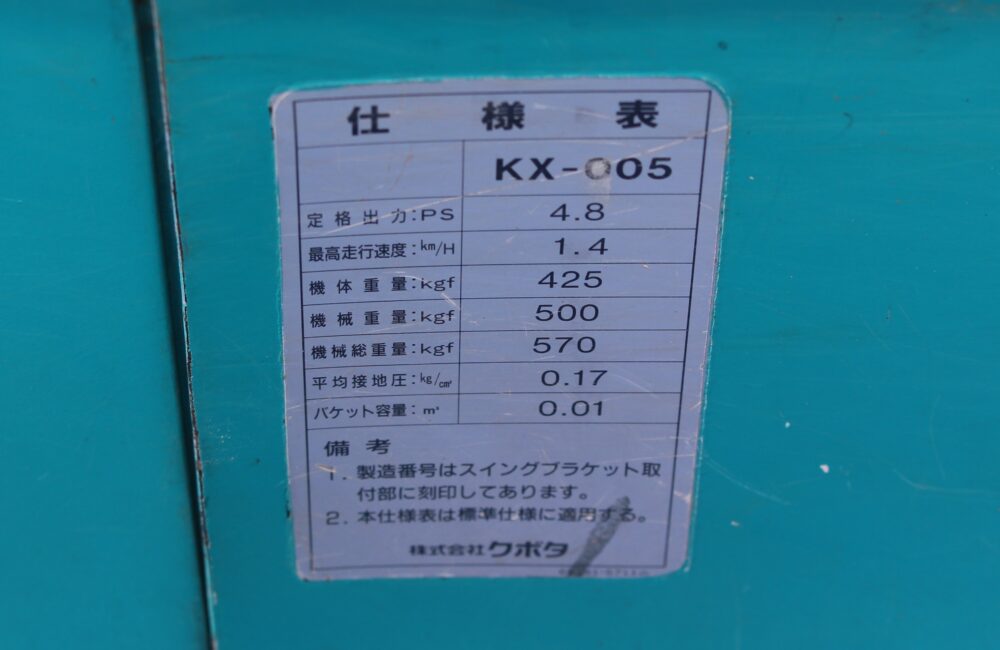 仕様表
KX-005
定格出力:PS 4.8
最高走行速度:km/H 1.4
機体重量:kgf 425
機械重量:kgf 500
機械総重量:kgf 570
平均接地圧:kg/cm² 0.17
バケット容量:m³ 0.01
備考
1. 製造番号はスイングブラケット取
付部に刻印してあります。
2. 本仕様表は標準仕様に適用する。
株式会社クボタ